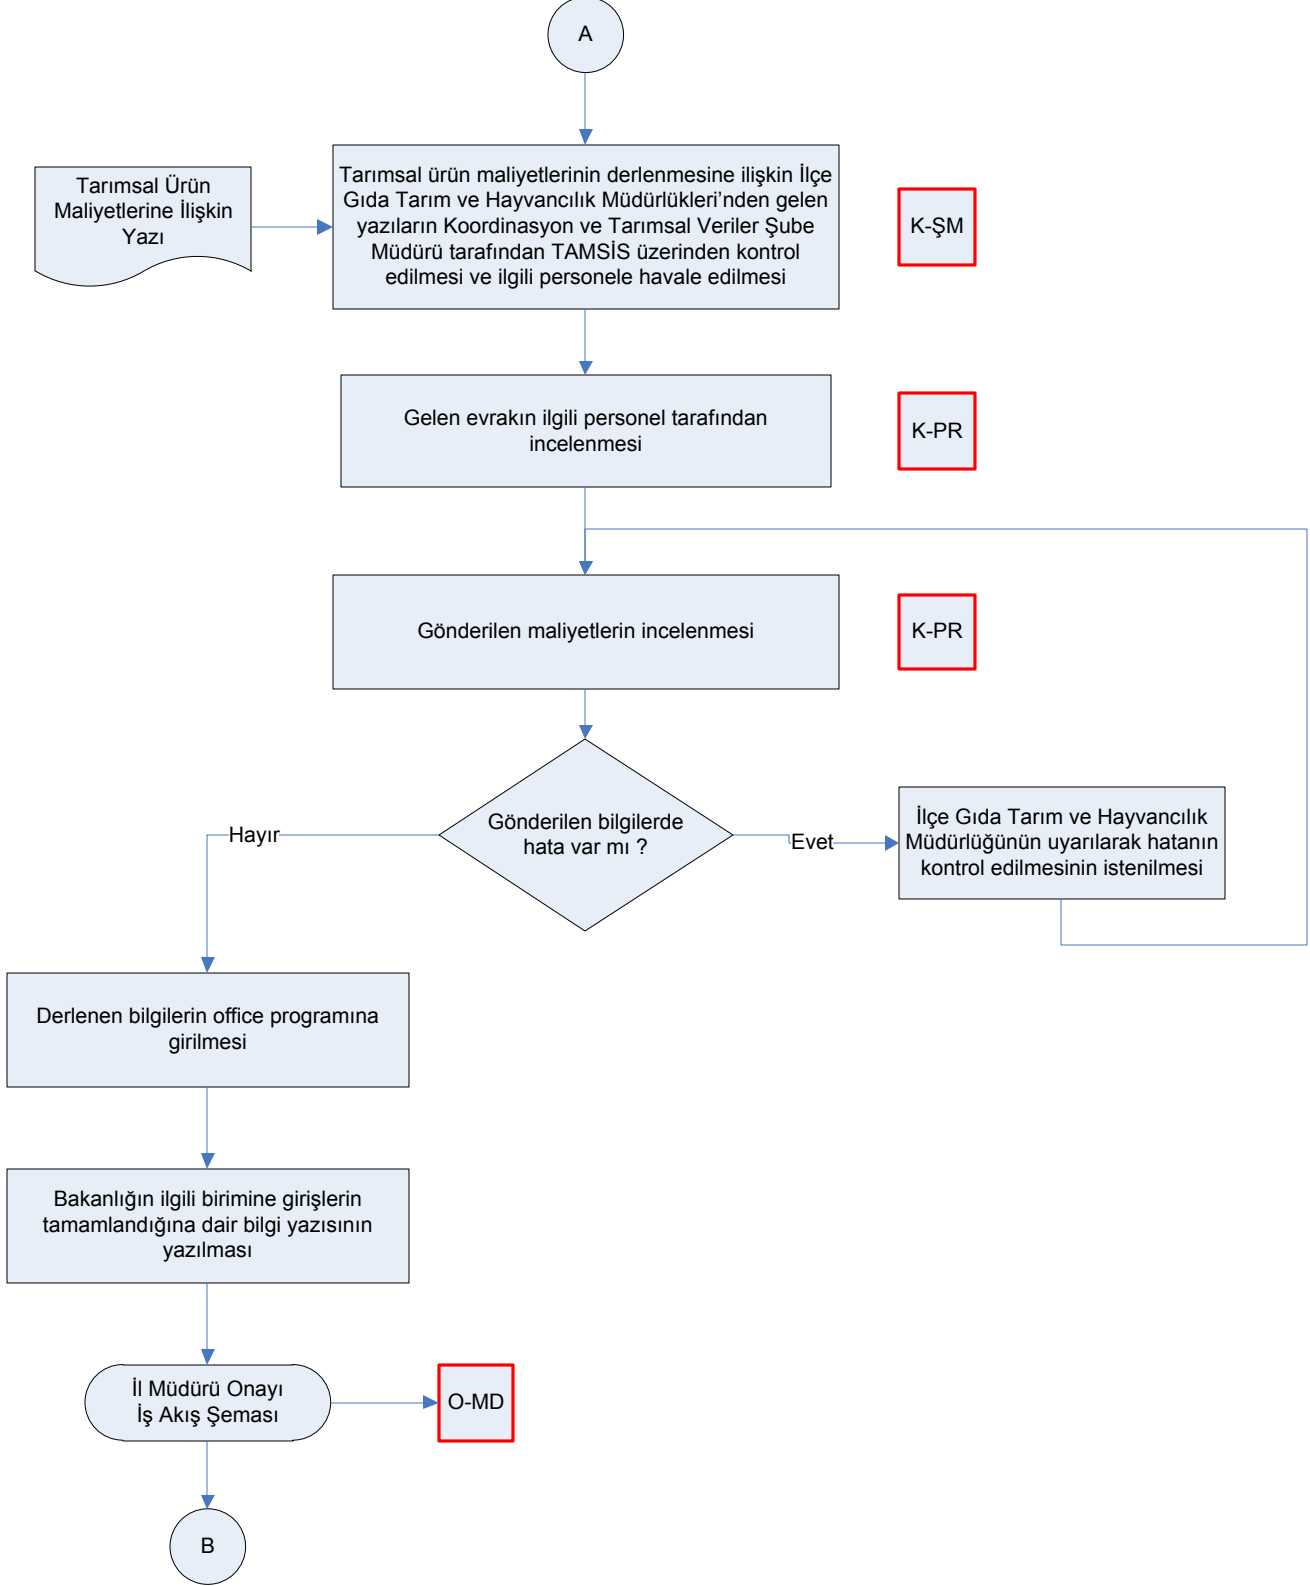 A
Tarımsal Ürün
Maliyetlerine İlişkin
Yazı
Tarımsal ürün maliyetlerinin derlenmesine ilişkin İlçe
Gıda Tarım ve Hayvancılık Müdürlükleri’nden gelen
yazıların Koordinasyon ve Tarımsal Veriler Şube
Müdürü tarafından TAMSİS üzerinden kontrol
edilmesi ve ilgili personele havale edilmesi
K-ŞM
Gelen evrakın ilgili personel tarafından
incelenmesi
K-PR
Gönderilen maliyetlerin incelenmesi
K-PR
Gönderilen bilgilerde
hata var mı ?
Hayır
Evet
İlçe Gıda Tarım ve Hayvancılık
Müdürlüğünün uyarılarak hatanın
kontrol edilmesinin istenilmesi
Derlenen bilgilerin office programına
girilmesi
Bakanlığın ilgili birimine girişlerin
tamamlandığına dair bilgi yazısının
yazılması
İl Müdürü Onayı
İş Akış Şeması
O-MD
B